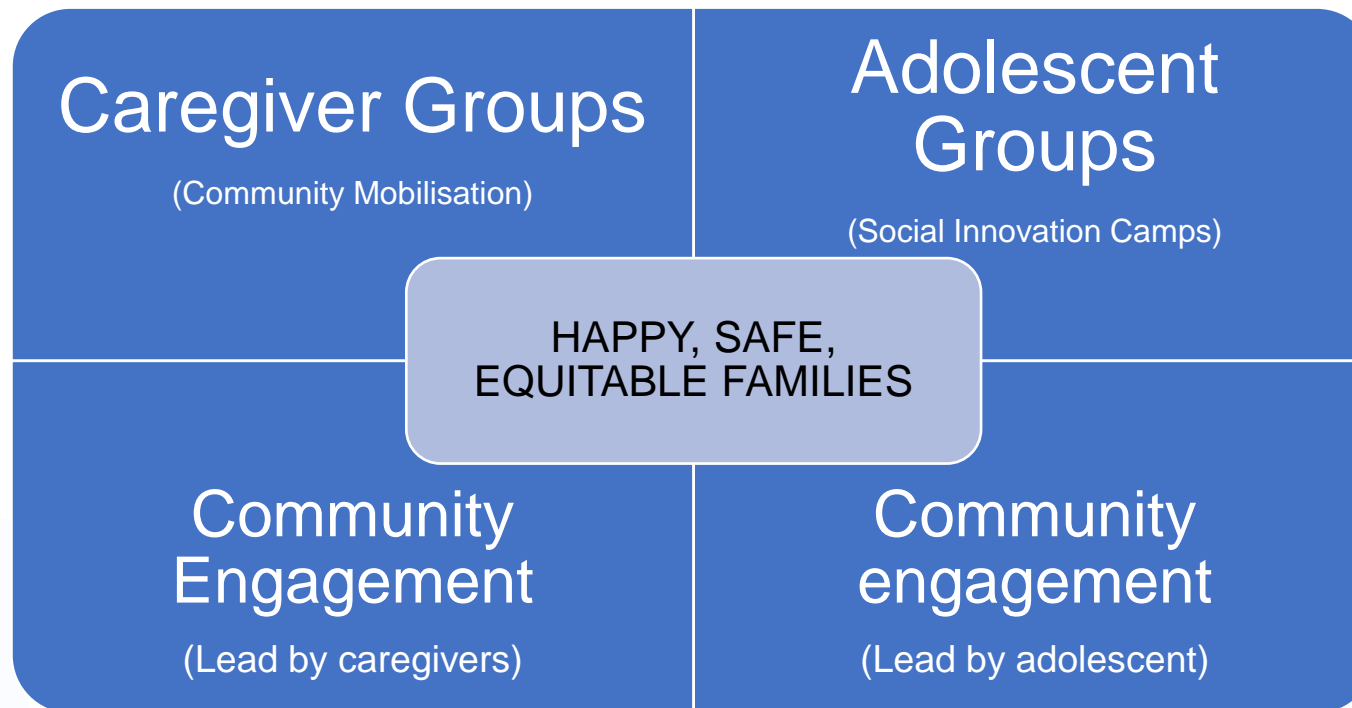 Caregiver Groups
(Community Mobilisation)
Adolescent
Groups
(Social Innovation Camps)
HAPPY, SAFE,
EQUITABLE FAMILIES
Community
Engagement
(Lead by caregivers)
Community
engagement
(Lead by adolescent)